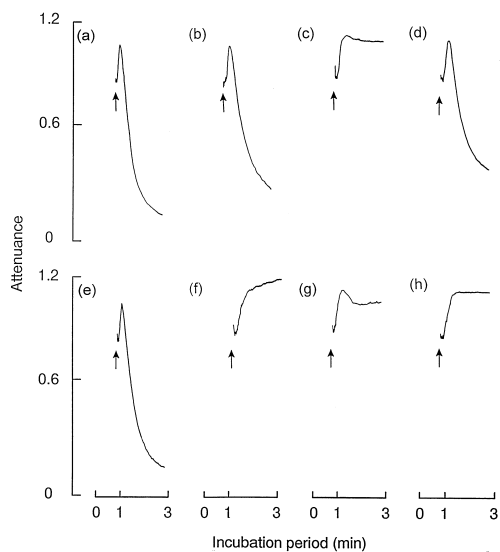 1.2
(a)
(b)
(c)
(d)
0.6
0
Attenuance
1.2
(e)
(f)
(g)
(h)
0.6
0
0 1 3 0 1 3 0 1 3 0 1 3
Incubation period (min)